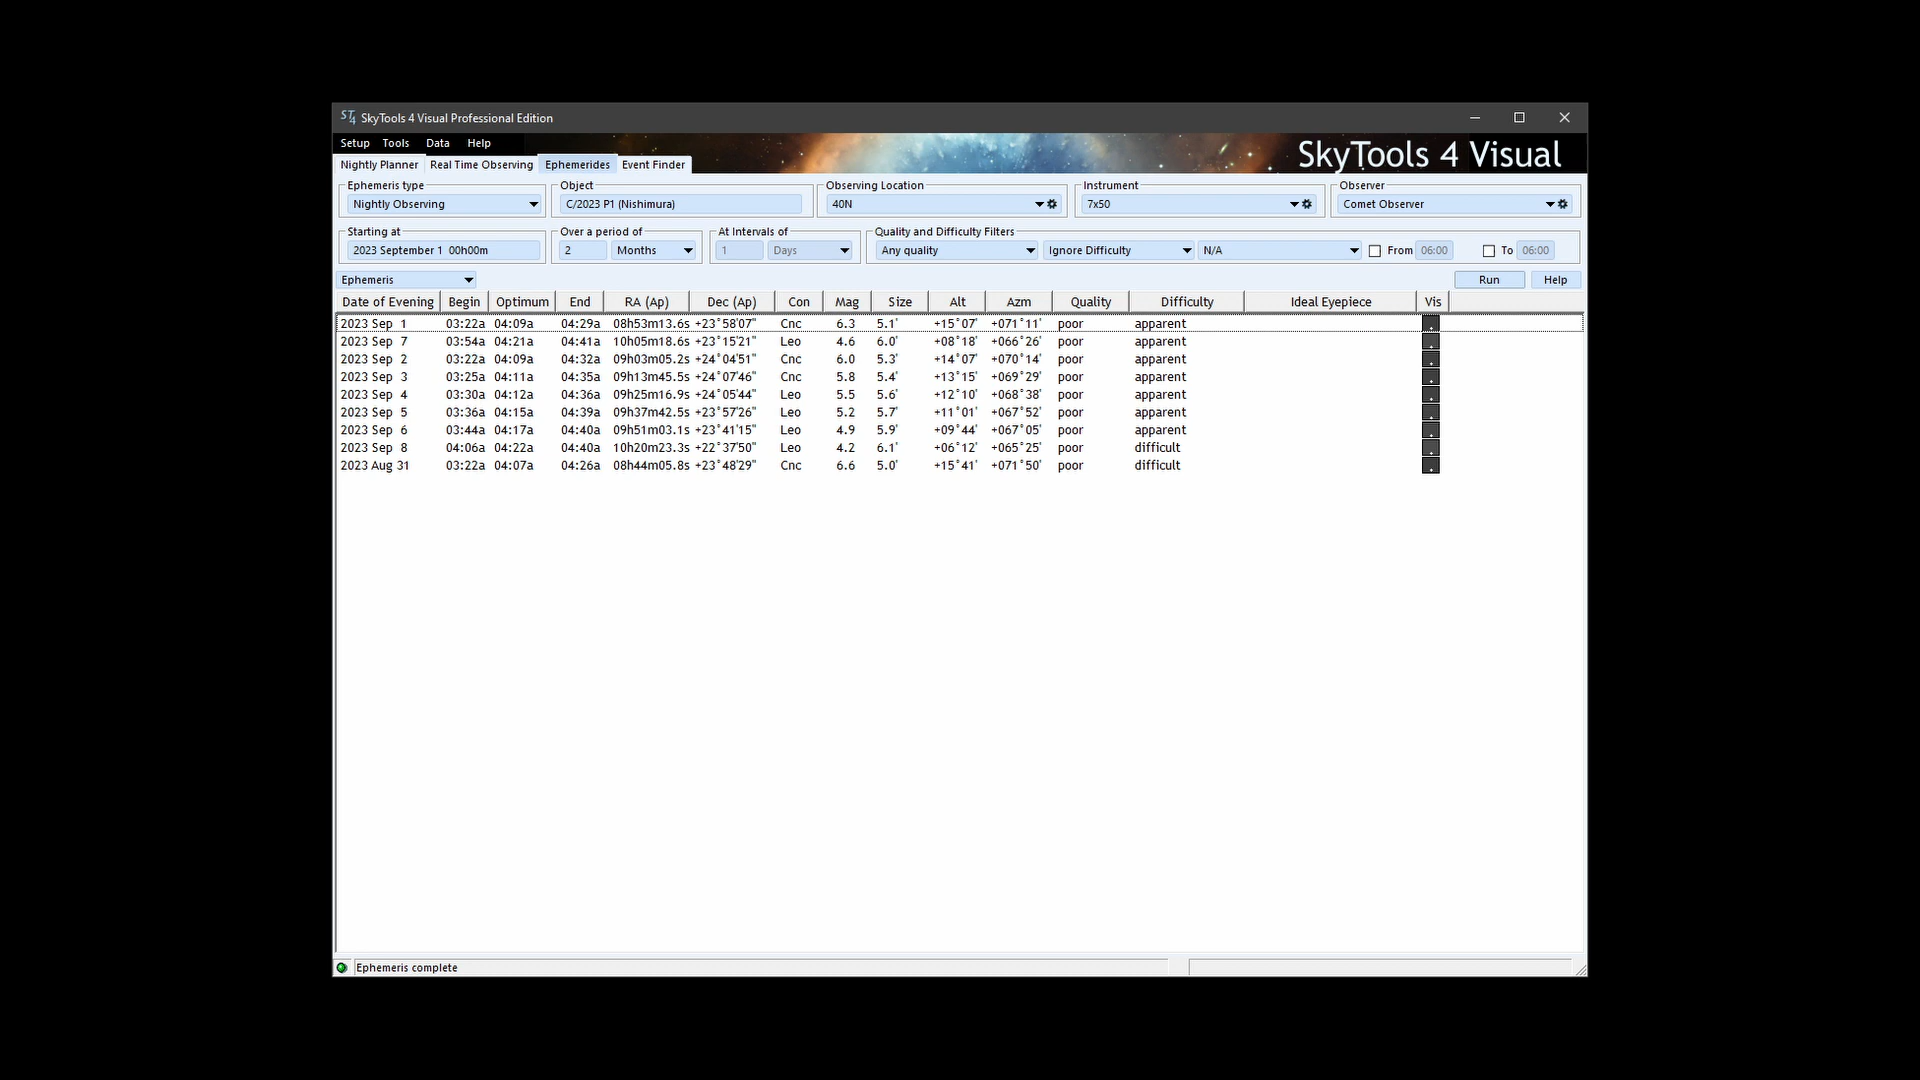 ST4 SkyTools 4 Visual Professional Edition
Setup Tools Data Help
SkyTools 4 Visual
Nightly Planner Real Time Observing Ephemerides Event Finder
Ephemeris type Object Observing Location Instrument Observer
Nightly Observing C/2023 P1 (Nishimura) 40N 7x50 Comet Observer
Starting at Over a period of At Intervals of Quality and Difficulty Filters
2023 September 1 00h00m 2 Months 1 Days Any quality Ignore Difficulty N/A From 06:00 To 06:00
Ephemeris Run Help
Date of Evening Begin Optimum End RA (Ap) Dec (Ap) Con Mag Size Alt Azm Quality Difficulty Ideal Eyepiece Vis
2023 Sep 1 03:22a 04:09a 04:29a 08h53m13.6s +23°58'07" Cnc 6.3 5.1' +15°07' +071°11' poor apparent
2023 Sep 7 03:54a 04:21a 04:41a 10h05m18.6s +23°15'21" Leo 4.6 6.0' +08°18' +066°26' poor apparent
2023 Sep 2 03:22a 04:09a 04:32a 09h03m05.2s +24°04'51" Cnc 6.0 5.3' +14°07' +070°14' poor apparent
2023 Sep 3 03:25a 04:11a 04:35a 09h13m45.5s +24°07'46" Cnc 5.8 5.4' +13°15' +069°29' poor apparent
2023 Sep 4 03:30a 04:12a 04:36a 09h25m16.9s +24°05'44" Leo 5.5 5.6' +12°10' +068°38' poor apparent
2023 Sep 5 03:36a 04:15a 04:39a 09h37m42.5s +23°57'26" Leo 5.2 5.7' +11°01' +067°52' poor apparent
2023 Sep 6 03:44a 04:17a 04:40a 09h51m03.1s +23°41'15" Leo 4.9 5.9' +09°44' +067°05' poor apparent
2023 Sep 8 04:06a 04:22a 04:40a 10h20m23.3s +22°37'50" Leo 4.2 6.1' +06°12' +065°25' poor difficult
2023 Aug 31 03:22a 04:07a 04:26a 08h44m05.8s +23°48'29" Cnc 6.6 5.0' +15°41' +071°50' poor difficult
Ephemeris complete